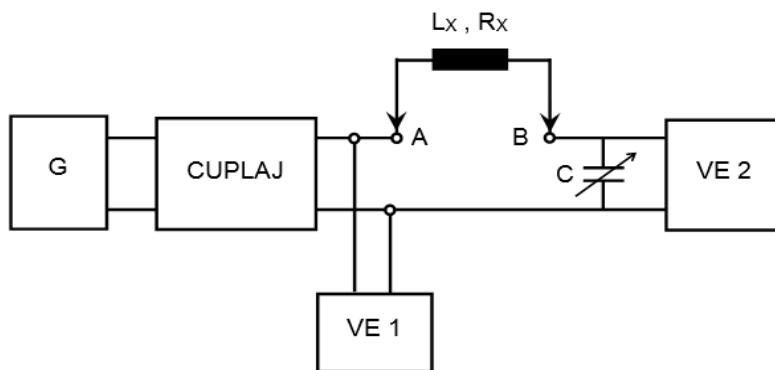 Lx , Rx
A
B
G
CUPLAJ
C
VE 2
VE 1